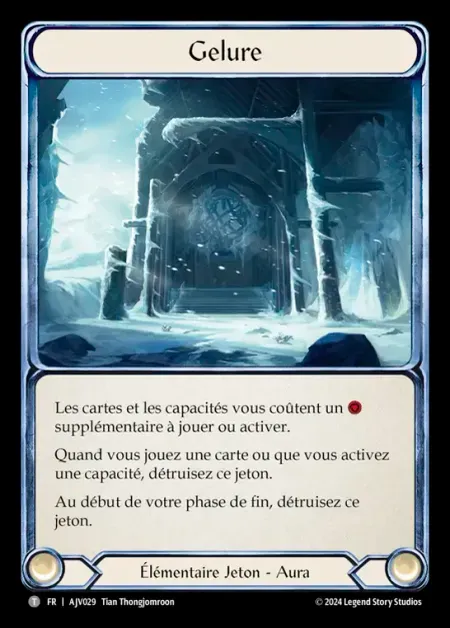 Gelure
Les cartes et les capacités vous coûtent un
supplémentaire à jouer ou activer.
Quand vous jouez une carte ou que vous activez
une capacité, détruisez ce jeton.
Au début de votre phase de fin, détruisez ce
jeton.
Élémentaire Jeton - Aura
T FR | AJV029 Tian Thongjomroon © 2024 Legend Story Studios